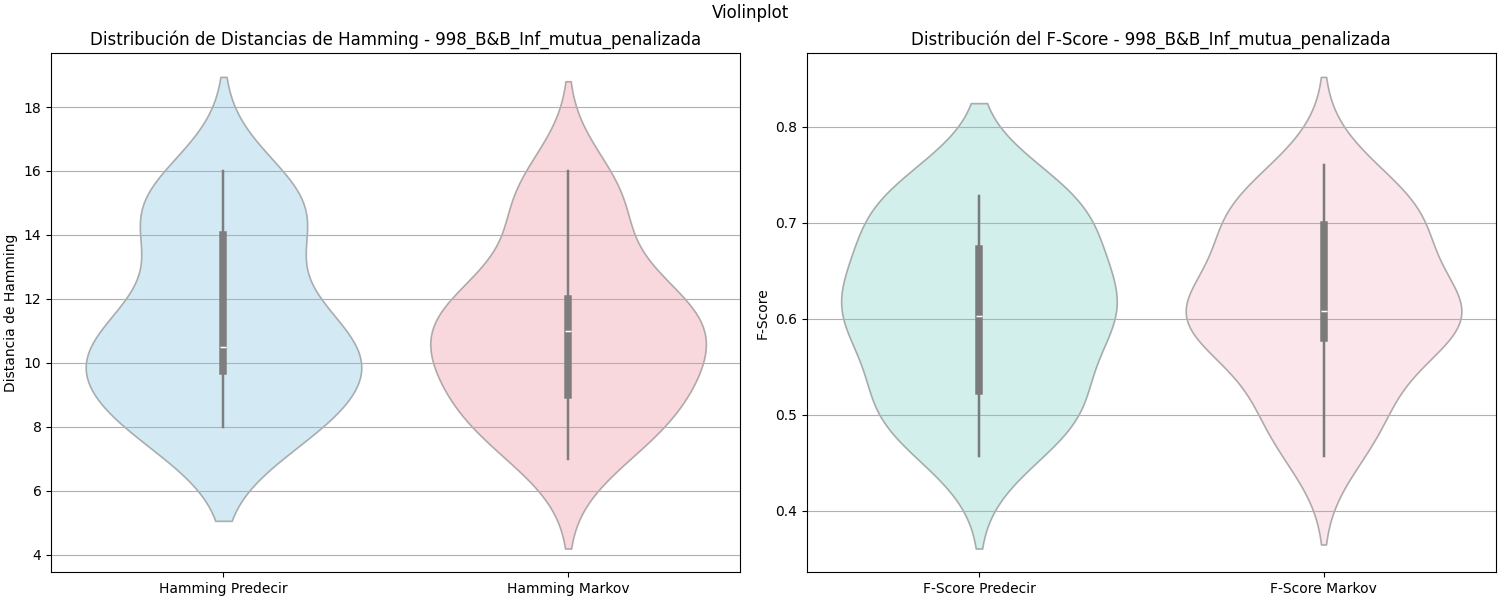 Violinplot
Distribución de Distancias de Hamming - 998_B&B_Inf_mutua_penalizada
Distancia de Hamming
18
16
14
12
10
8
6
4
Hamming Predecir
Hamming Markov
Distribución del F-Score - 998_B&B_Inf_mutua_penalizada
F-Score
0.8
0.7
0.6
0.5
0.4
F-Score Predecir
F-Score Markov